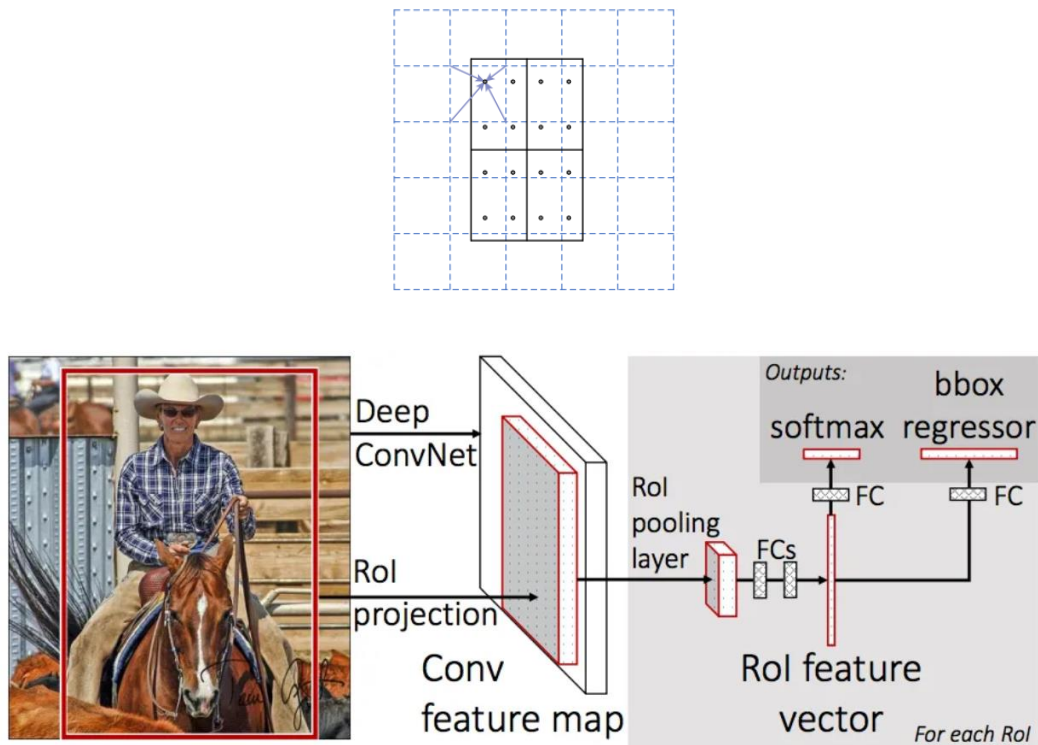 Outputs:
bbox
softmax regressor
Deep
ConvNet
FC
FC
RoI
pooling
layer
FCs
RoI
projection
Conv
feature map
RoI feature
vector
For each RoI